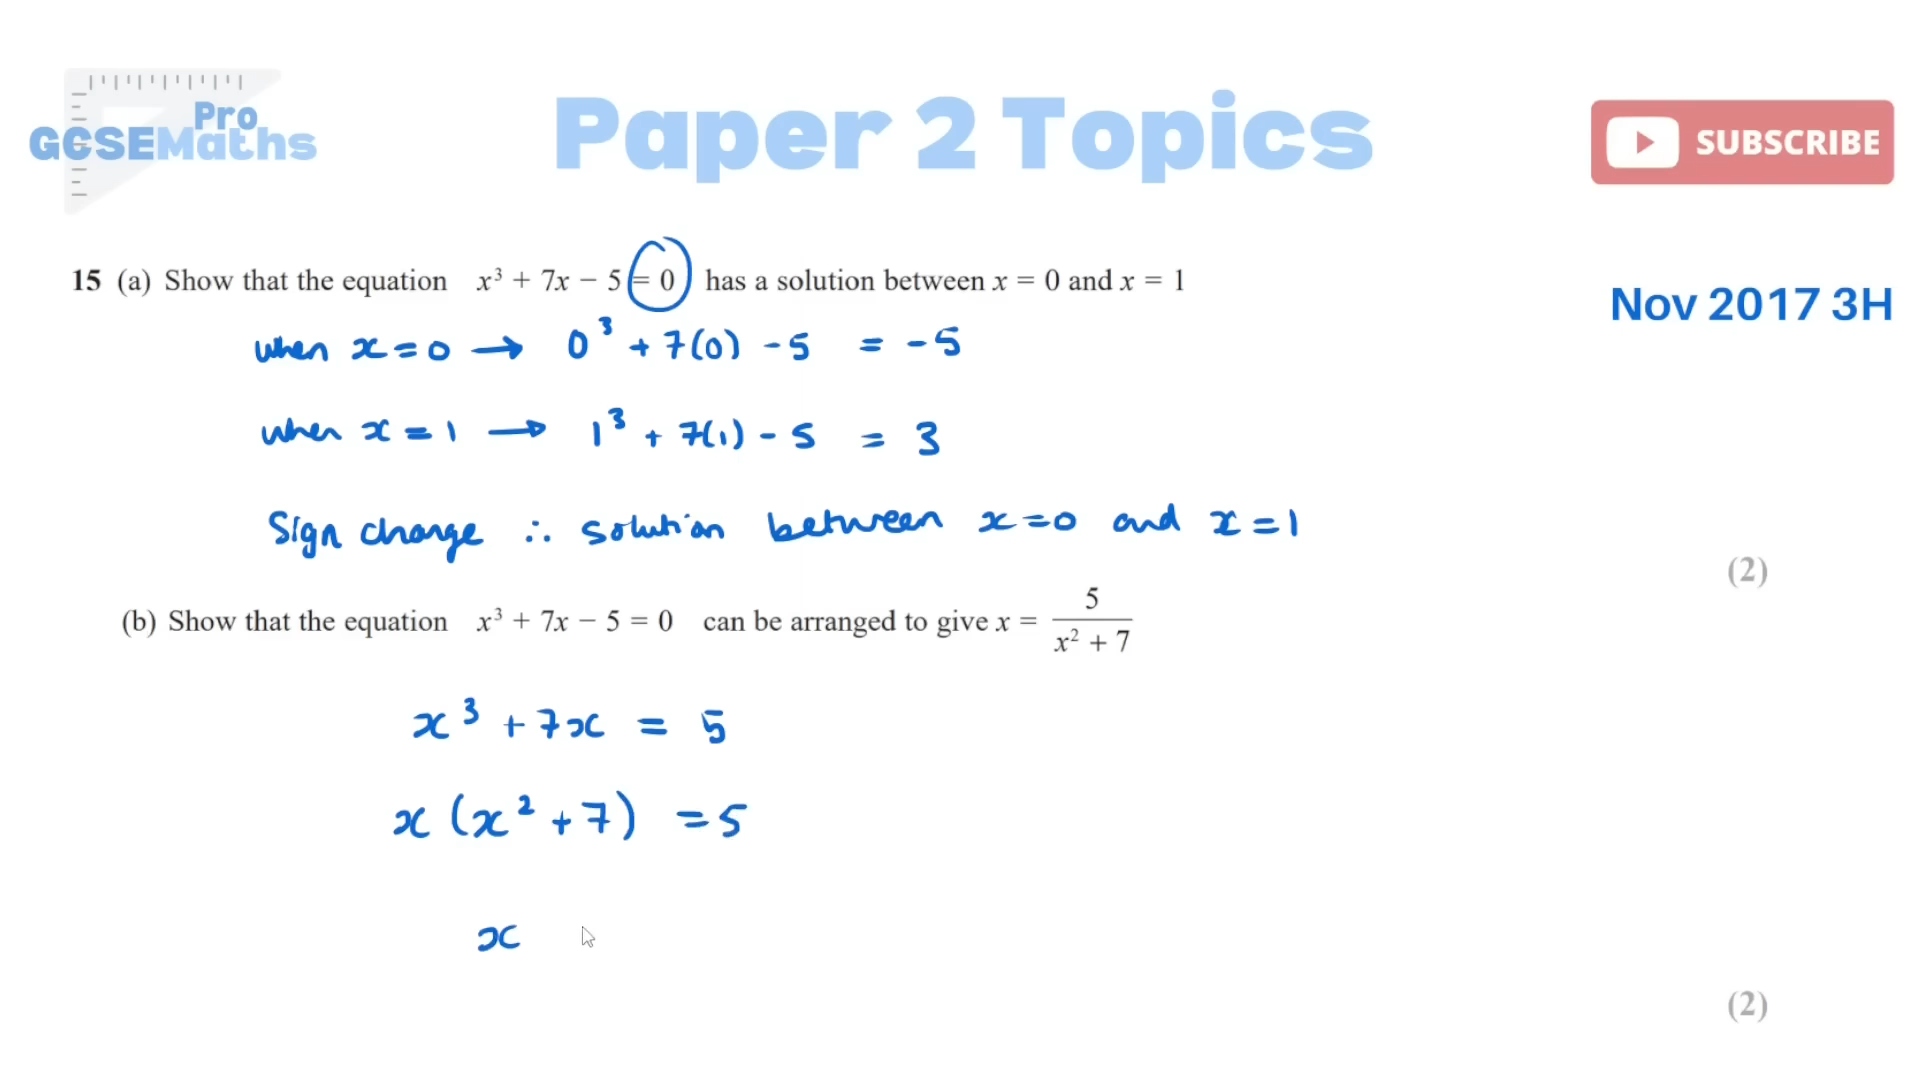 Pro
GCSEMaths
Paper 2 Topics
SUBSCRIBE
15 (a) Show that the equation x³ + 7x − 5 = 0 has a solution between x = 0 and x = 1
Nov 2017 3H
when x = 0 → 0³ + 7(0) - 5 = -5
when x = 1 → 1³ + 7(1) - 5 = 3
Sign change ∴ solution between x = 0 and x = 1
(2)
(b) Show that the equation x³ + 7x − 5 = 0 can be arranged to give x = 5 / (x² + 7)
x³ + 7x = 5
x (x² + 7) = 5
x
(2)